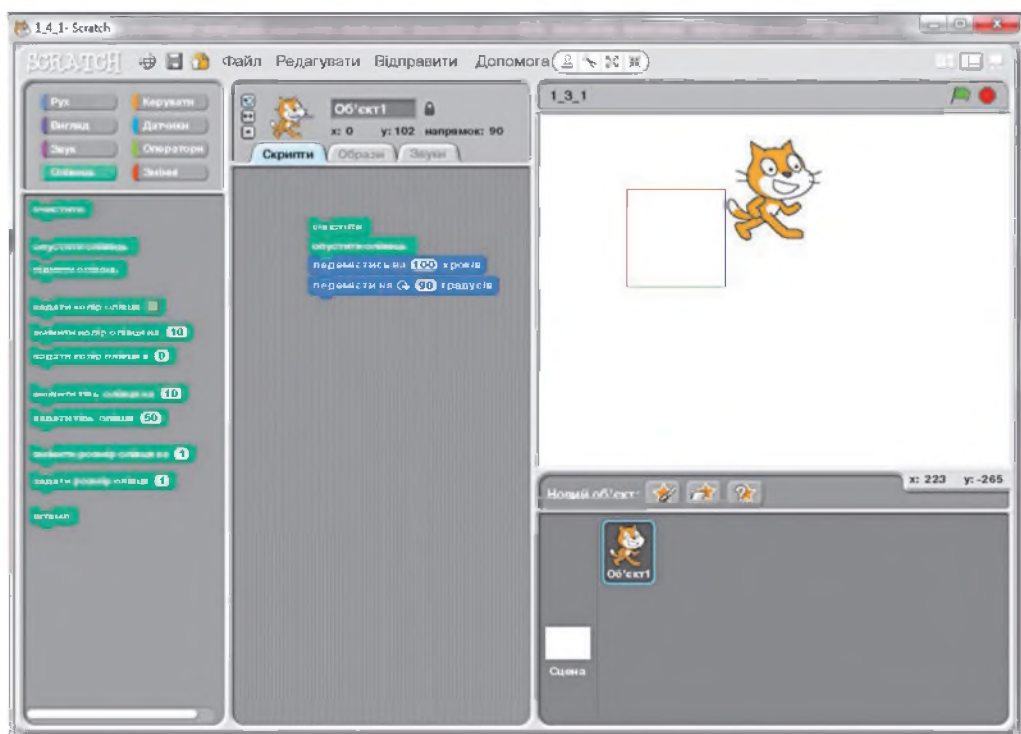 1_4_1- Scratch
SCRATCH Файл Редагувати Відправити Допомога
Рух Керувати
Вигляд Датчики
Звук Оператори
Олівець Змінні
Об'єкт1
x: 0 y: 102 напрямок: 90
Скрипти Образи Звуки
очистити
опустити олівець
підняти олівець
задати колір олівця
змінити колір олівця на 10
задати колір олівця в 0
змінити тінь олівця на 10
задати тінь олівця 50
змінити розмір олівця на 1
задати розмір олівця 1
штамп
очистити
опустити олівець
перемістись на 100 кроків
90 градусів
1_3_1
x: 223 y: -265
Новий об'єкт:
Об'єкт1
Сцена